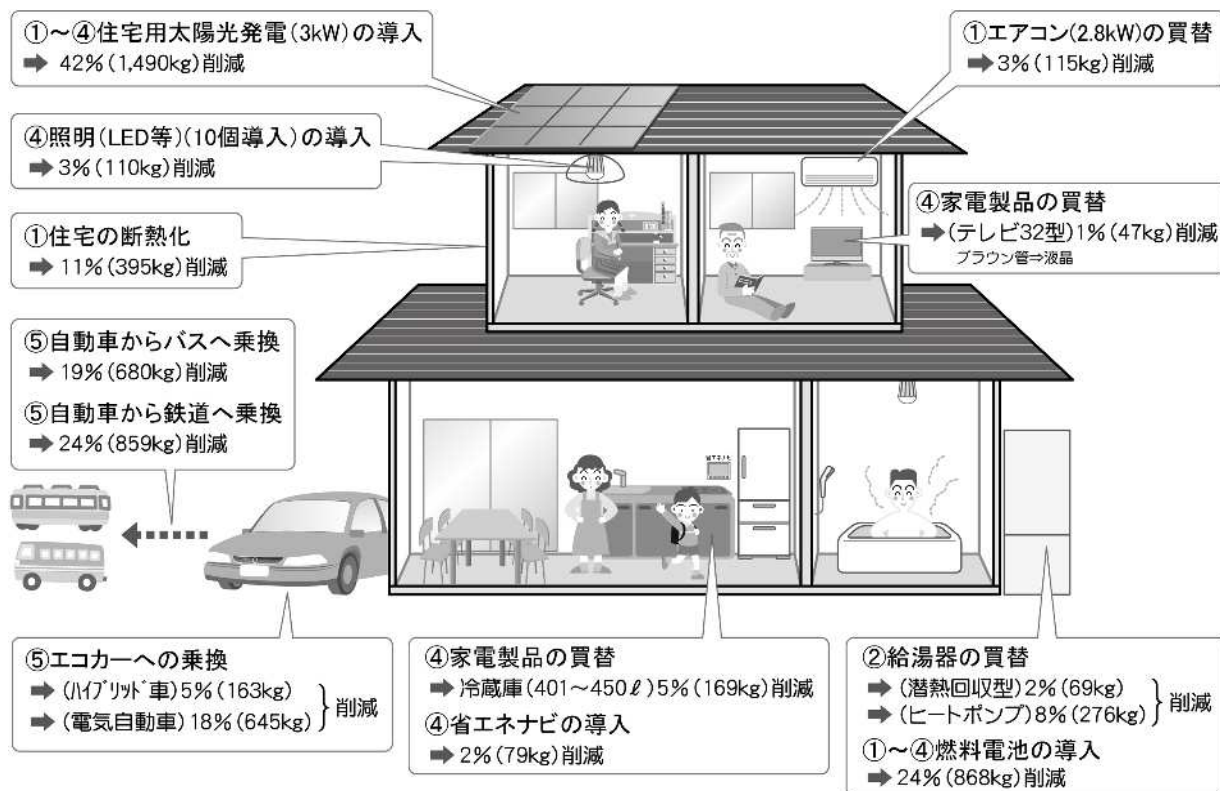 ①～④住宅用太陽光発電(3kW)の導入
➡ 42%(1,490kg)削減
①エアコン(2.8kW)の買替
➡3%(115kg)削減
④照明(LED等)(10個導入)の導入
➡3%(110kg)削減
④家電製品の買替
➡(テレビ32型)1%(47kg)削減
ブラウン管⇒液晶
①住宅の断熱化
➡ 11%(395kg)削減
⑤自動車からバスへ乗換
➡ 19%(680kg)削減
⑤自動車から鉄道へ乗換
➡ 24%(859kg)削減
⑤エコカーへの乗換
➡ (ハイブリッド車)5%(163kg)
➡ (電気自動車)18%(645kg)
削減
④家電製品の買替
➡冷蔵庫(401～450ℓ)5%(169kg)削減
④省エネナビの導入
➡ 2%(79kg)削減
②給湯器の買替
➡ (潜熱回収型)2%(69kg)
➡ (ヒートポンプ)8%(276kg)
削減
①～④燃料電池の導入
➡ 24%(868kg)削減